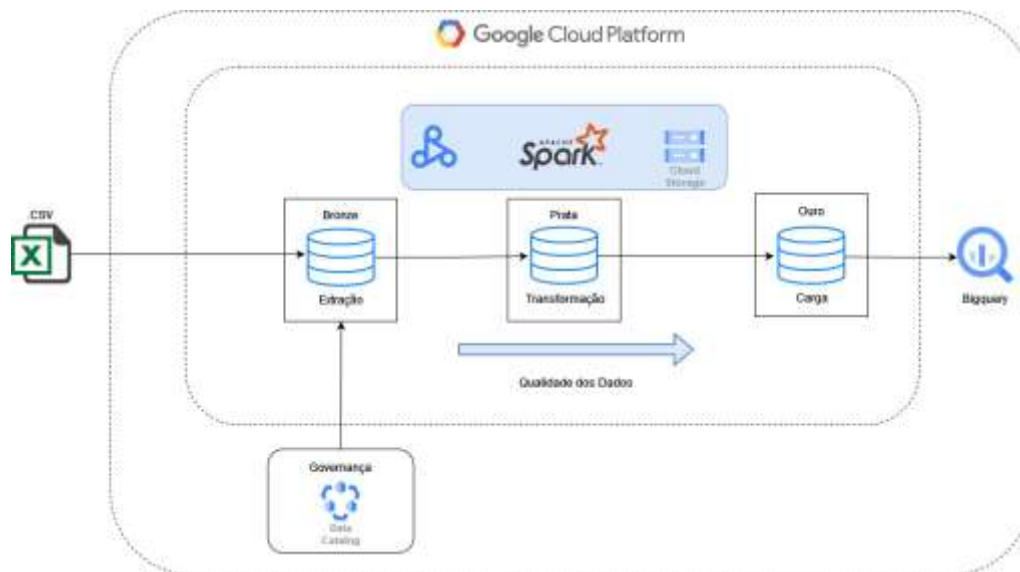 Google Cloud Platform
APACHE
Spark
Cloud
Storage
.CSV
X
Bronze
Extração
Prata
Transformação
Ouro
Carga
Bigquery
Qualidade dos Dados
Governança
Data
Catalog